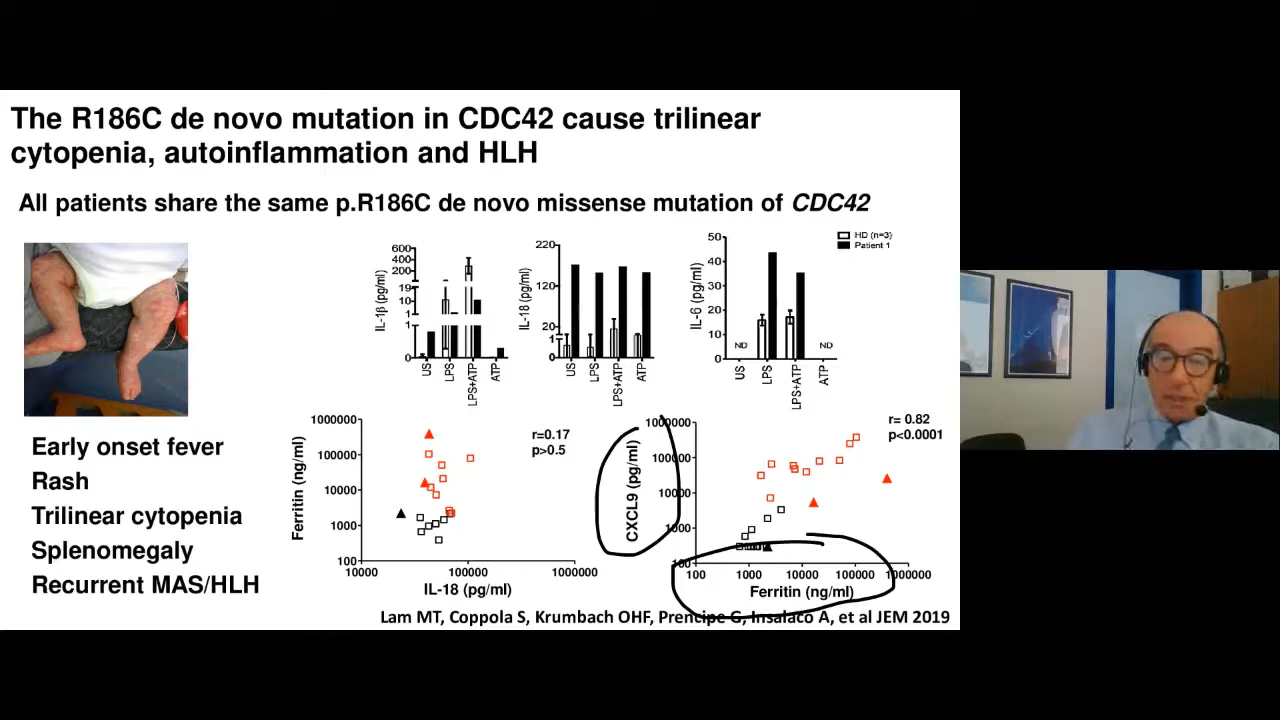 The R186C de novo mutation in CDC42 cause trilinear
cytopenia, autoinflammation and HLH
All patients share the same p.R186C de novo missense mutation of CDC42
IL-1β (pg/ml)
600
400
200
19
10
1
1
0
US
LPS
LPS+ATP
ATP
IL-18 (pg/ml)
220
120
20
1
0
US
LPS
LPS+ATP
ATP
IL-6 (pg/ml)
50
40
30
20
10
0
ND
ND
US
LPS
LPS+ATP
ATP
HD (n=3)
Patient 1
Early onset fever
Rash
Trilinear cytopenia
Splenomegaly
Recurrent MAS/HLH
Ferritin (ng/ml)
1000000
100000
10000
1000
100
r=0.17
p>0.5
10000
100000
1000000
IL-18 (pg/ml)
CXCL9 (pg/ml)
1000000
100000
10000
1000
100
r= 0.82
p<0.0001
100
1000
10000
100000
1000000
Ferritin (ng/ml)
Lam MT, Coppola S, Krumbach OHF, Prencipe G, Insalaco A, et al JEM 2019